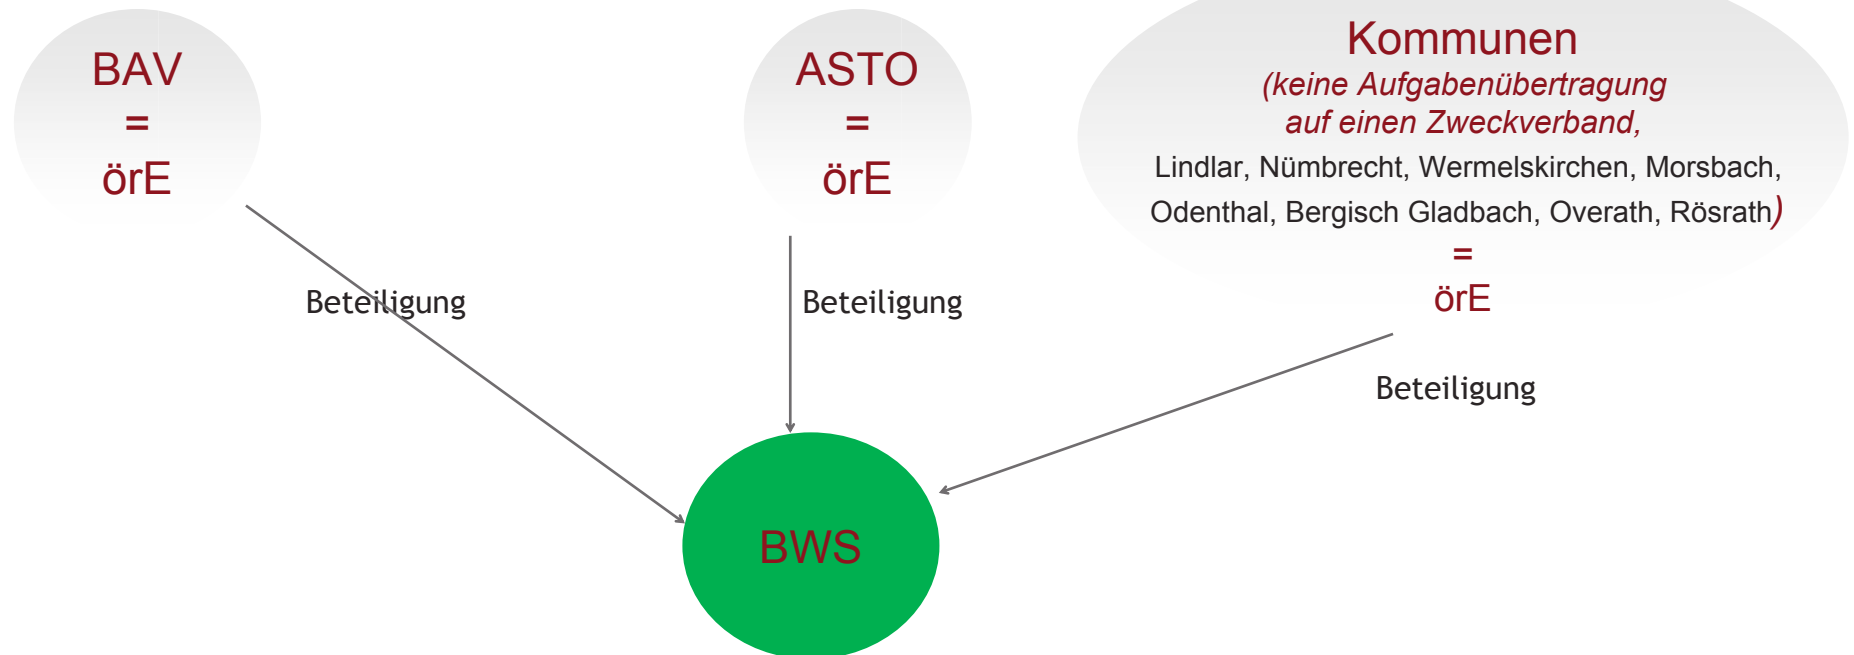 BAV
=
örE
ASTO
=
örE
Kommunen
(keine Aufgabenübertragung
auf einen Zweckverband,
Lindlar, Nümbrecht, Wermelskirchen, Morsbach,
Odenthal, Bergisch Gladbach, Overath, Rösrath)
=
örE
Beteiligung
Beteiligung
Beteiligung
BWS